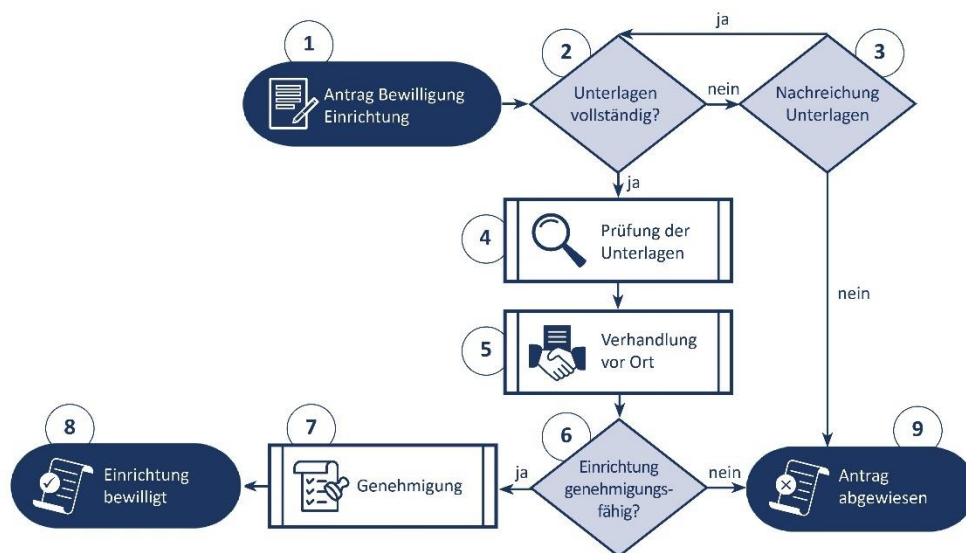 1
Antrag Bewilligung
Einrichtung
2
Unterlagen
vollständig?
ja
nein
3
Nachreichung
Unterlagen
ja
nein
4
Prüfung der
Unterlagen
5
Verhandlung
vor Ort
6
Einrichtung
genehmigungs-
fähig?
ja
nein
7
Genehmigung
8
Einrichtung
bewilligt
9
Antrag
abgewiesen